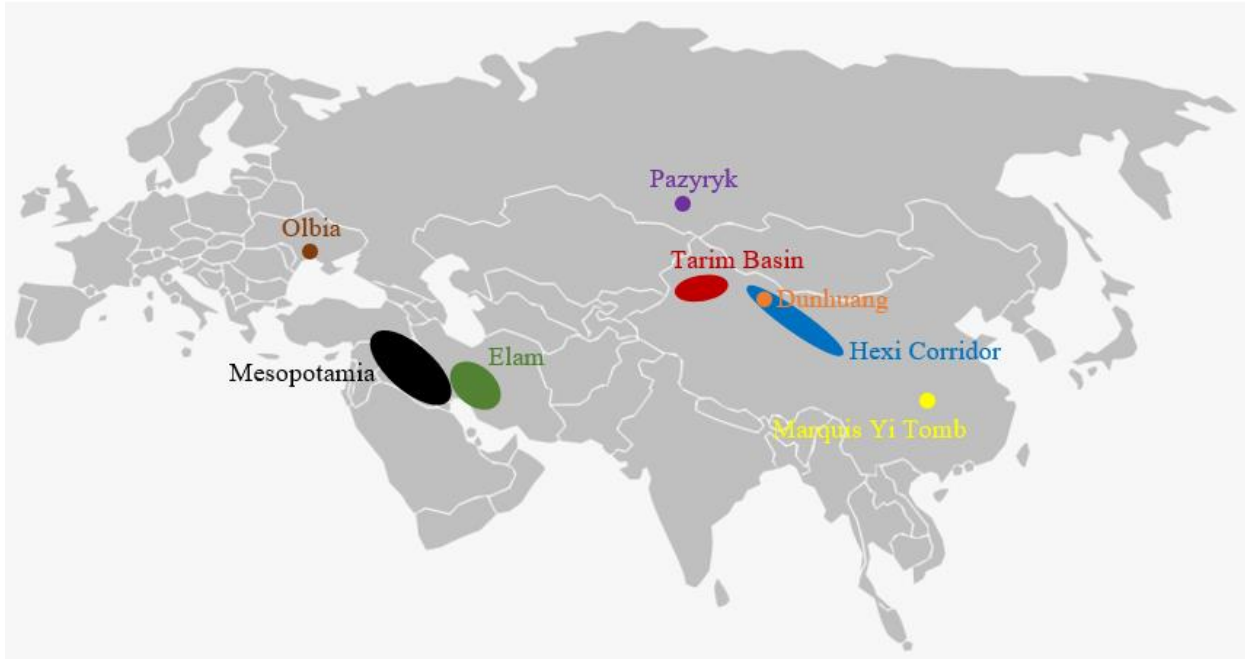 Pazyryk
Olbia
Tarim Basin
Dunhuang
Hexi Corridor
Elam
Mesopotamia
Marquis Yi Tomb